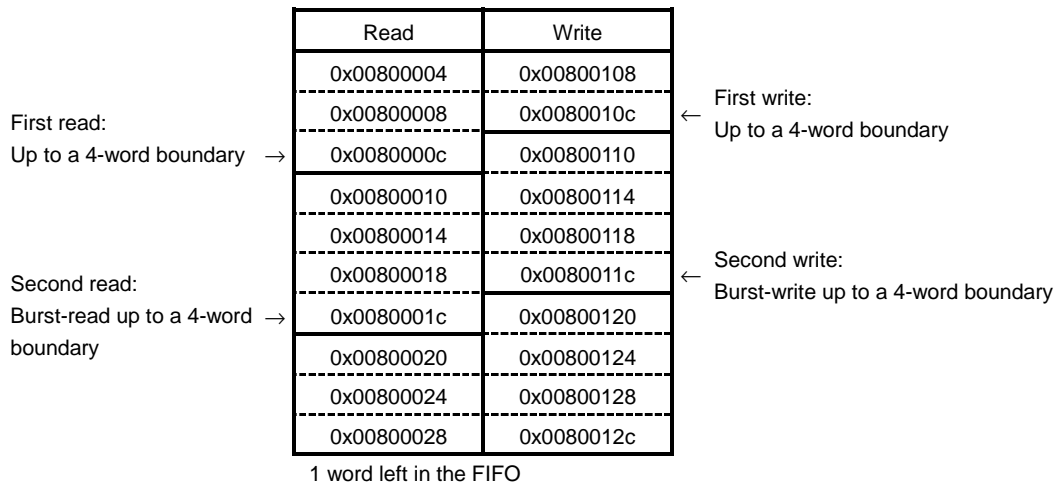 Read Write
0x00800004 0x00800108
0x00800008 0x0080010c
0x0080000c 0x00800110
0x00800010 0x00800114
0x00800014 0x00800118
0x00800018 0x0080011c
0x0080001c 0x00800120
0x00800020 0x00800124
0x00800024 0x00800128
0x00800028 0x0080012c
First read:
Up to a 4-word boundary →
Second read:
Burst-read up to a 4-word →
boundary
← First write:
Up to a 4-word boundary
← Second write:
Burst-write up to a 4-word boundary
1 word left in the FIFO